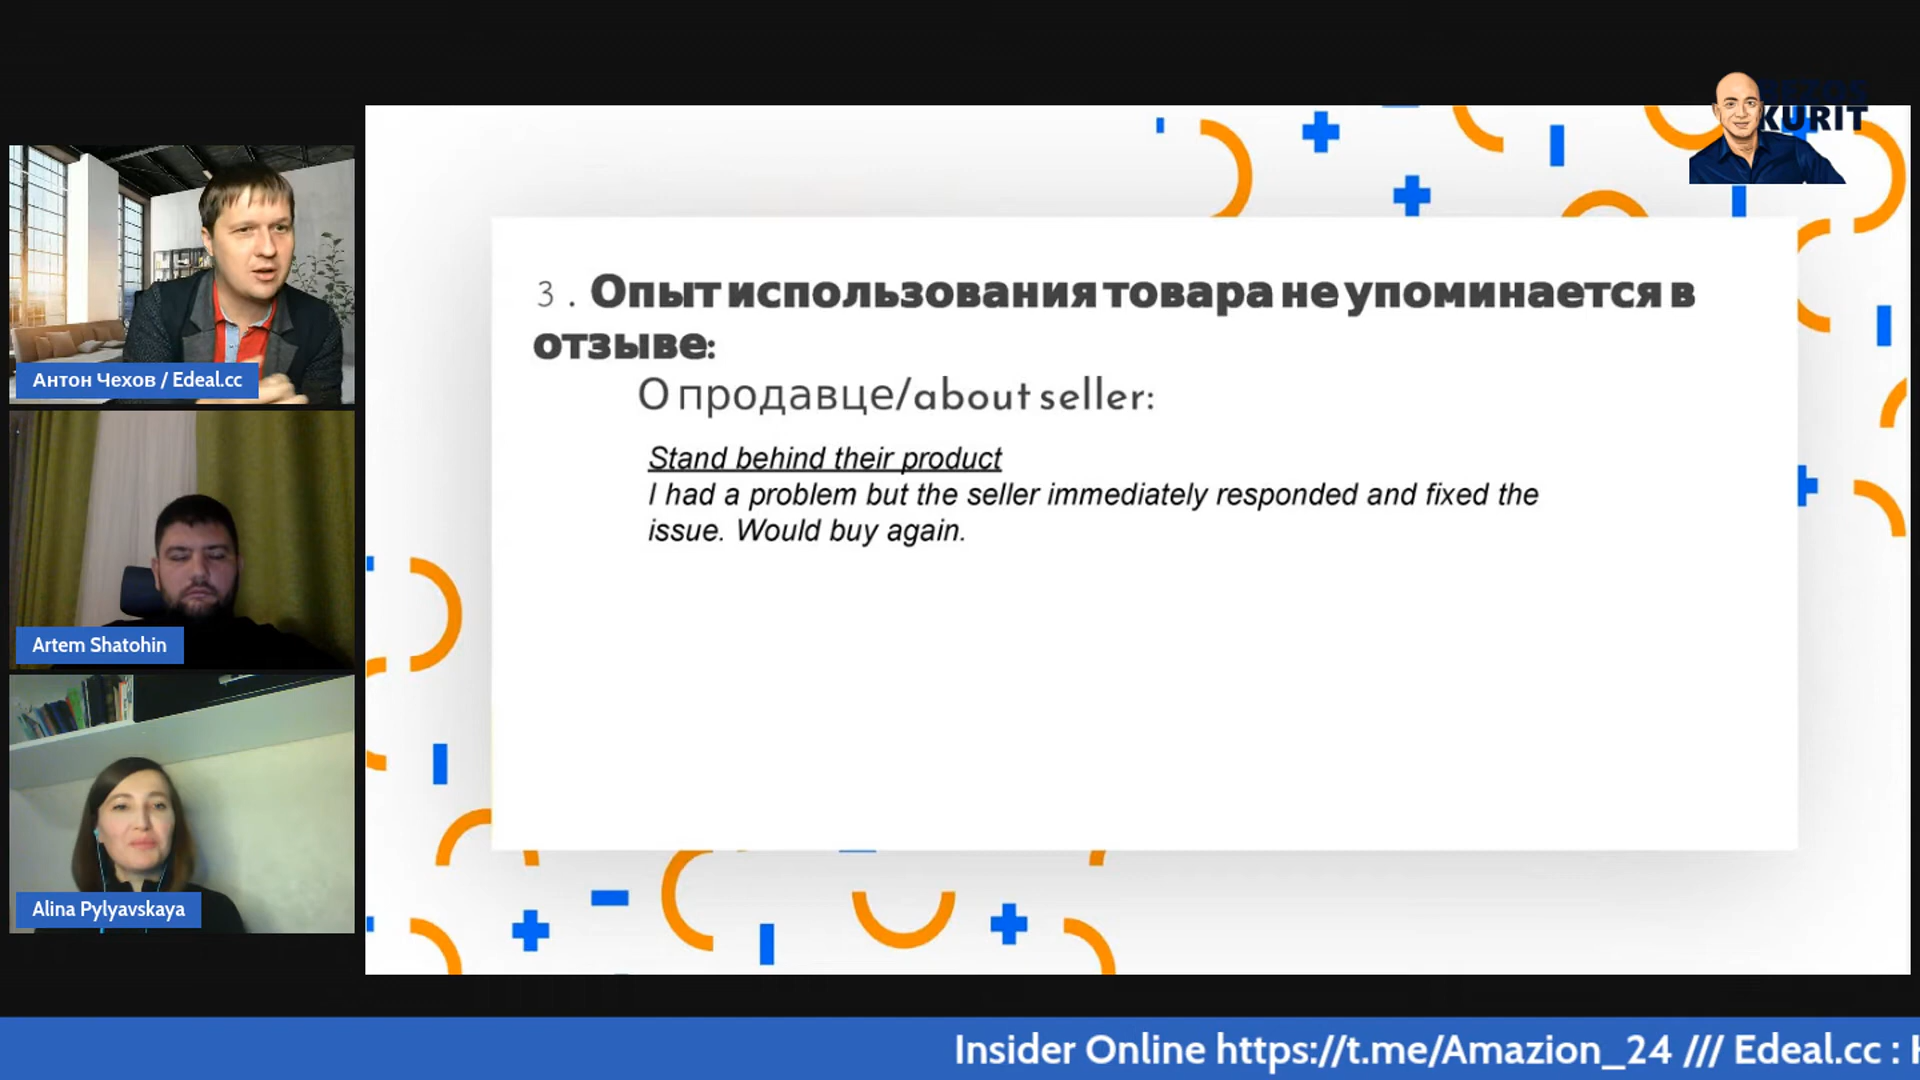 BEZOS
KURIT
3. Опыт использования товара не упоминается в
отзыве:
О продавце/about seller:
Stand behind their product
I had a problem but the seller immediately responded and fixed the
issue. Would buy again.
Антон Чехов / Edeal.cc
Artem Shatohin
Alina Pylyavskaya
Insider Online https://t.me/Amazion_24 /// Edeal.cc :